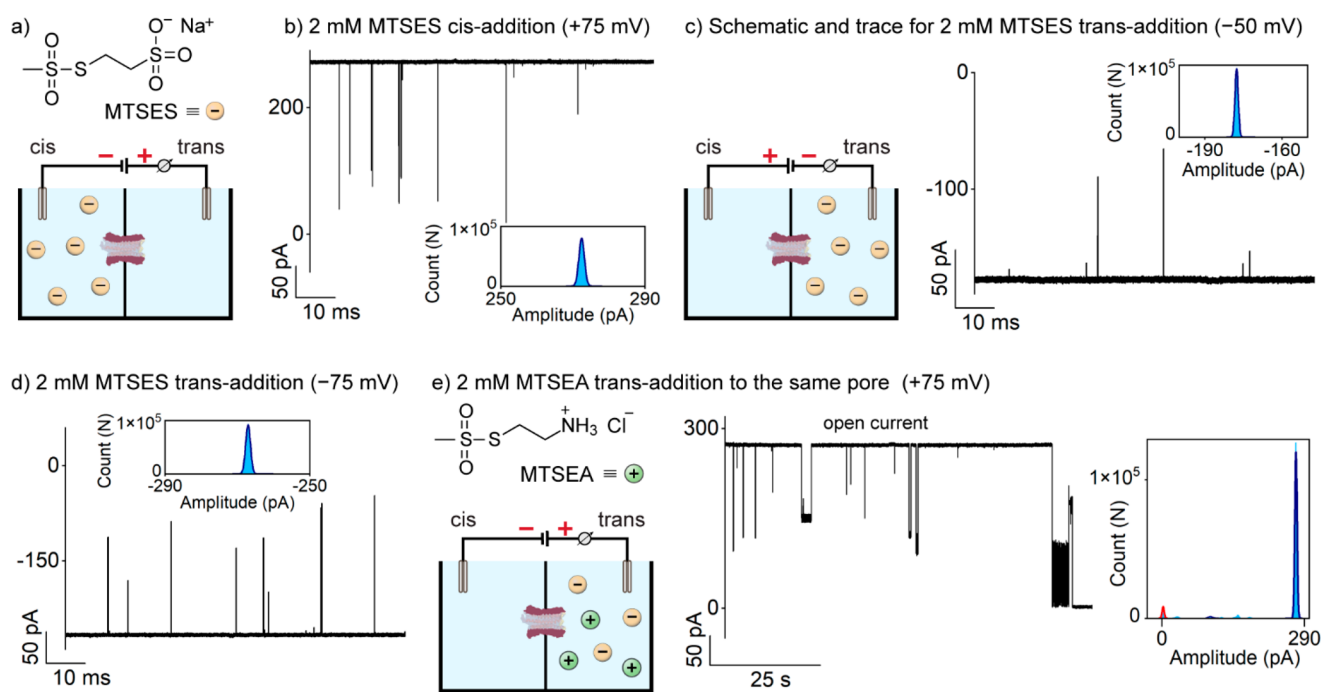 a)
O⁻ Na⁺
O S=O
S
S O
O
O
MTSES ≡ −
cis − + trans
− − − − − −
b) 2 mM MTSES cis-addition (+75 mV)
200
0
50 pA
10 ms
Count (N)
1×10⁵
0
250 290
Amplitude (pA)
c) Schematic and trace for 2 mM MTSES trans-addition (−50 mV)
cis + − trans
− − − − − −
0
-100
50 pA
10 ms
Count (N)
1×10⁵
0
-190 -160
Amplitude (pA)
d) 2 mM MTSES trans-addition (−75 mV)
0
-150
50 pA
10 ms
Count (N)
1×10⁵
0
-290 -250
Amplitude (pA)
e) 2 mM MTSEA trans-addition to the same pore (+75 mV)
O
S
S
O
+
NH₃ Cl⁻
MTSEA ≡ +
cis − + trans
− + − + − +
300
0
open current
50 pA
25 s
Count (N)
1×10⁵
0
0 290
Amplitude (pA)